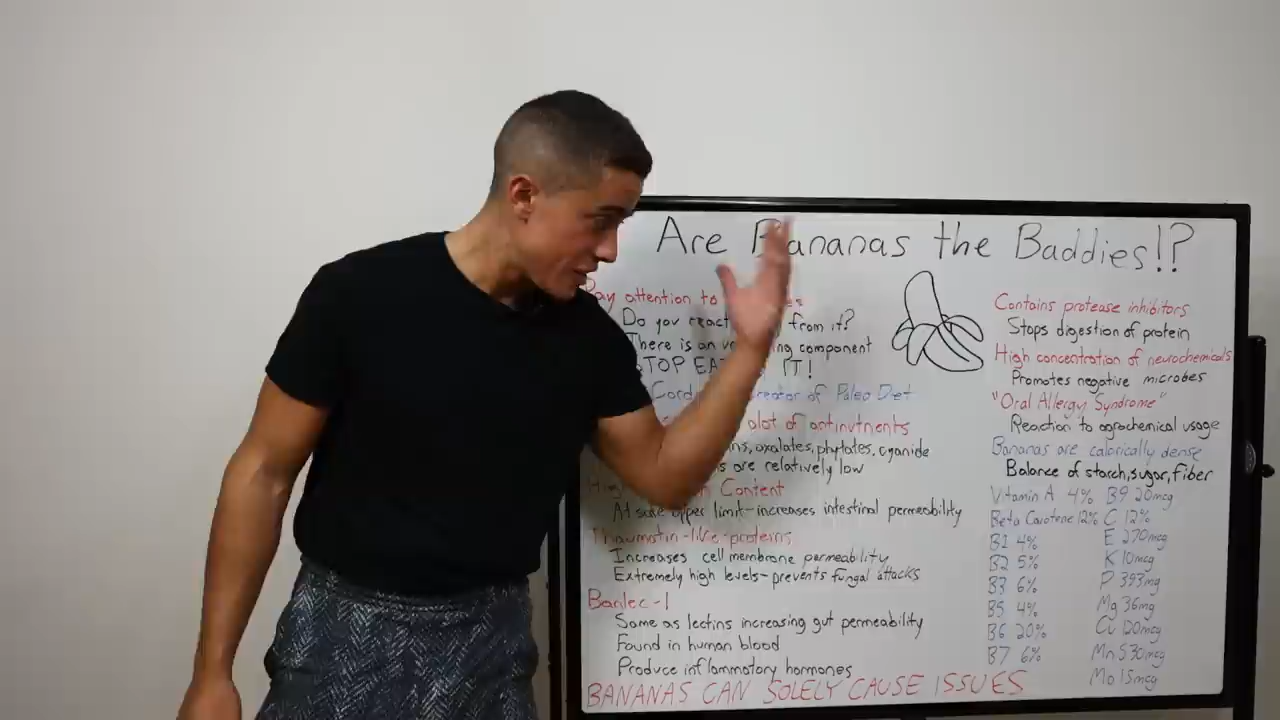 Are Bananas the Baddies!?
Pay attention to
Do you react from it?
There is an component
STOP EAT IT!
Cord creator of Paleo Diet
alot of antinutrients
oxalates, phytates, cyanide
are relatively low
High Content
At safe upper limit-increases intestinal permeability
Thaumatin-like-proteins
Increases cell membrane permeability
Extremely high levels-prevents fungal attacks
Banlec-1
Same as lectins increasing gut permeability
Found in human blood
Produce inflammatory hormones
BANANAS CAN SOLELY CAUSE ISSUES
Contains protease inhibitors
Stops digestion of protein
High concentration of neurochemicals
Promotes negative microbes
"Oral Allergy Syndrome"
Reaction to agrochemical usage
Bananas are calorically dense
Balance of starch, sugar, fiber
Vitamin A 4% B9 20mcg
Beta Carotene 12% C 12%
B1 4% E 270mcg
B2 5% K 10mcg
B3 6% P 393mg
B5 4% Mg 36mg
B6 20% Cu 120mcg
B7 6% Mn 530mcg
Mo 15mcg